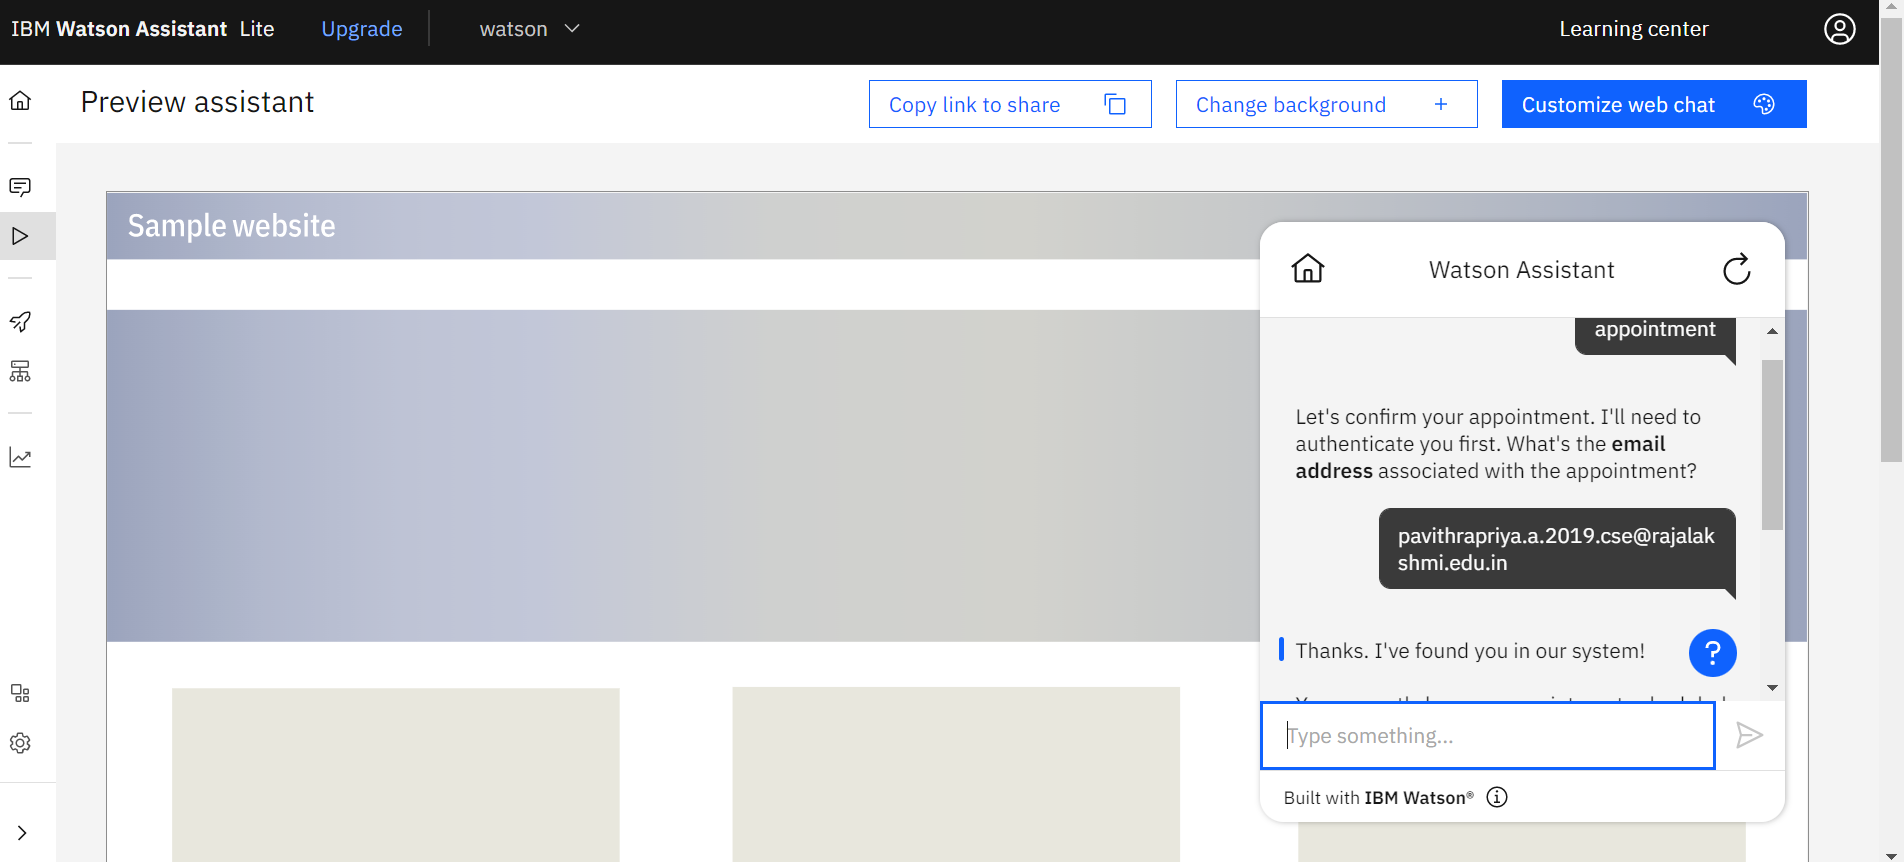 IBM Watson Assistant Lite Upgrade watson Learning center
Preview assistant Copy link to share Change background + Customize web chat
Sample website
Watson Assistant
appointment
Let's confirm your appointment. I'll need to
authenticate you first. What's the email
address associated with the appointment?
pavithrapriya.a.2019.cse@rajalak
shmi.edu.in
Thanks. I've found you in our system!
?
Type something...
Built with IBM Watson®